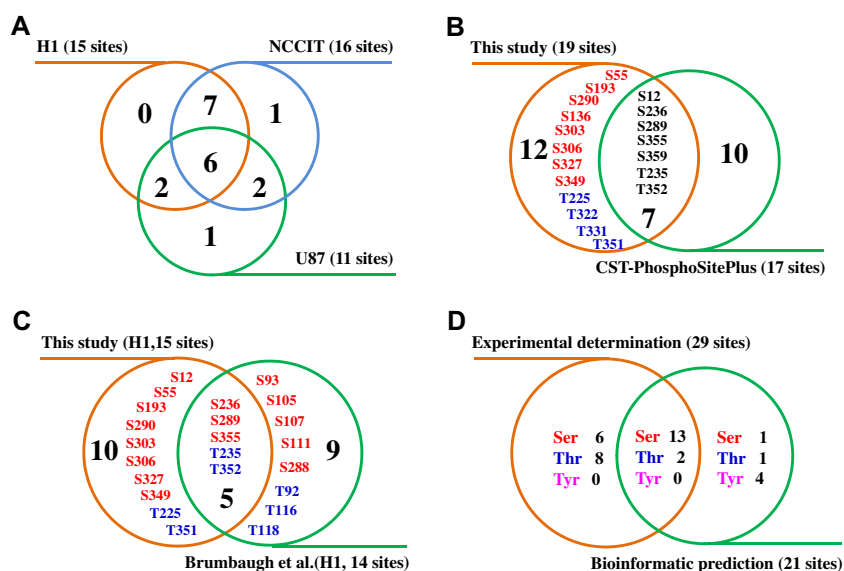 A
H1 (15 sites)
NCCIT (16 sites)
0
7
1
6
2
2
1
U87 (11 sites)
B
This study (19 sites)
S55
S193
S290
S136
S303
S306
S327
S349
T225
T322
T331
T351
12
S12
S236
S289
S355
S359
T235
T352
7
10
CST-PhosphoSitePlus (17 sites)
C
This study (H1,15 sites)
S12
S55
S193
S290
S303
S306
S327
S349
T225
T351
10
S236
S289
S355
T235
T352
5
S93
S105
S107
S111
S288
T92
T116
T118
9
Brumbaugh et al.(H1, 14 sites)
D
Experimental determination (29 sites)
Ser 6
Thr 8
Tyr 0
Ser 13
Thr 2
Tyr 0
Ser 1
Thr 1
Tyr 4
Bioinformatic prediction (21 sites)